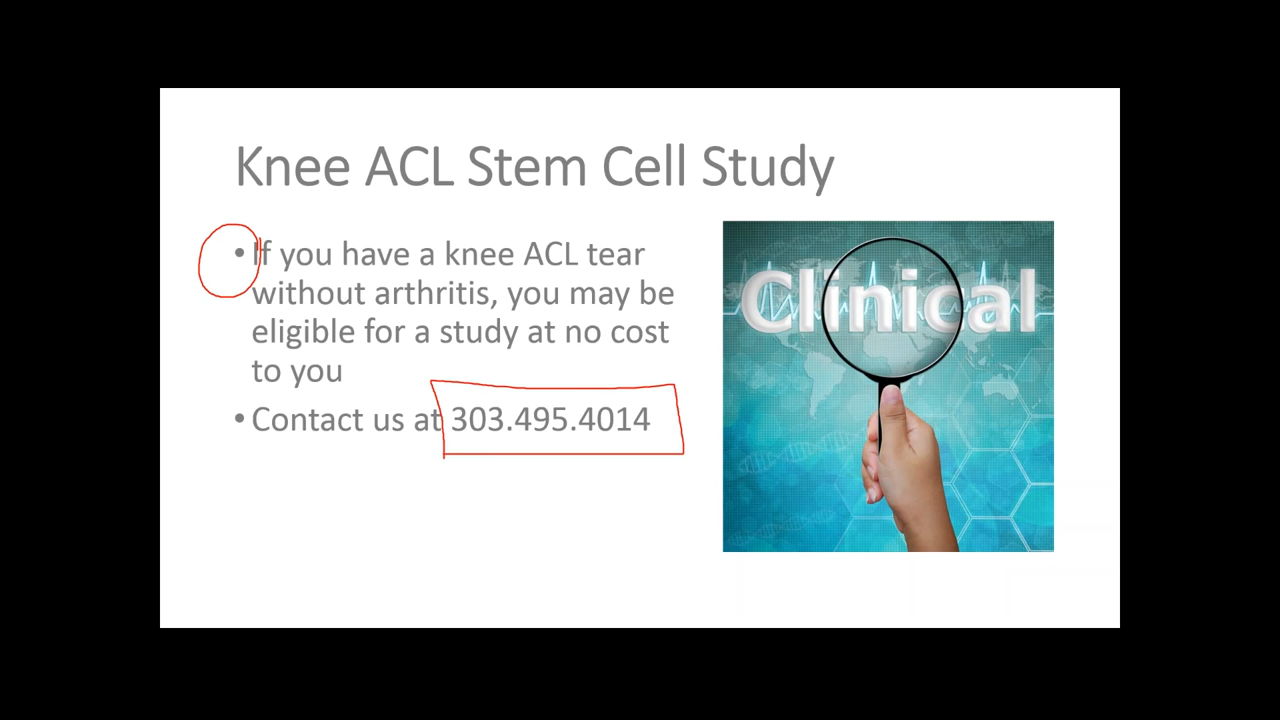 Knee ACL Stem Cell Study
• If you have a knee ACL tear
without arthritis, you may be
eligible for a study at no cost
to you
• Contact us at 303.495.4014
Clinical